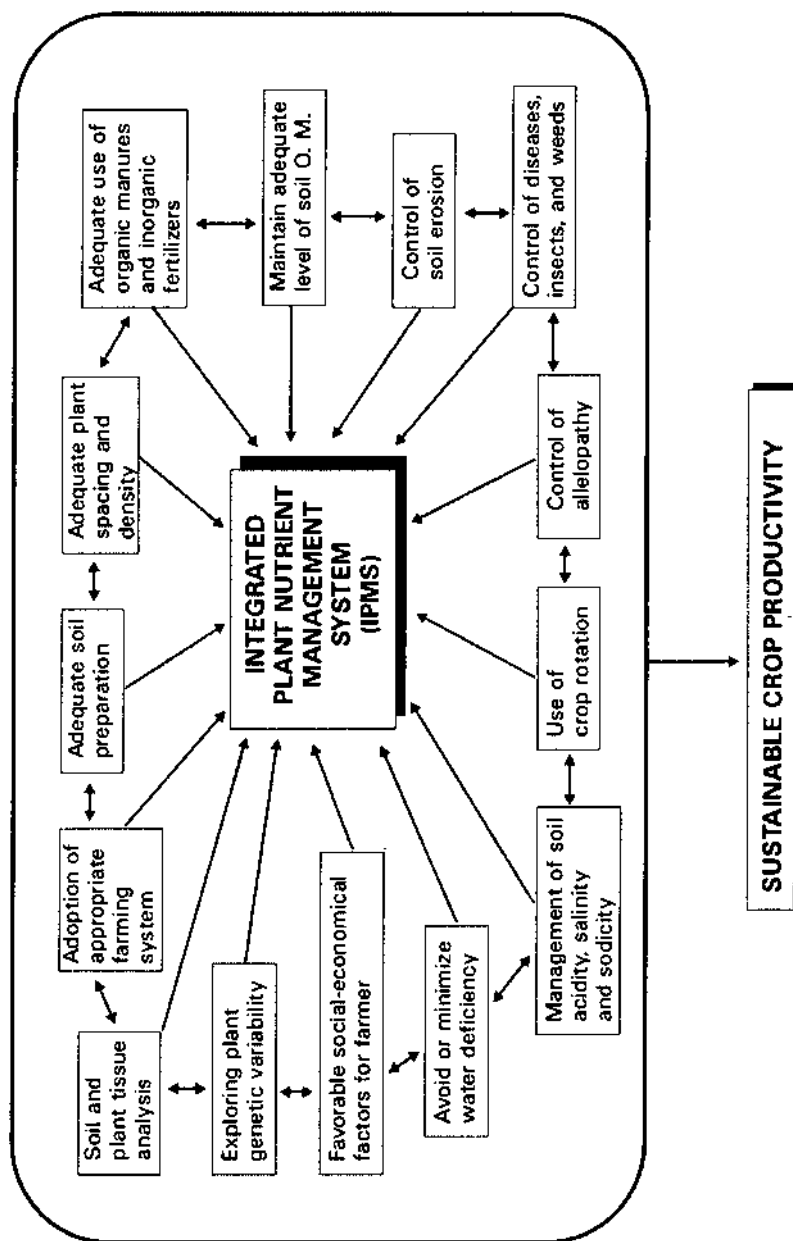 Soil and
plant tissue
analysis
Adoption of
appropriate
farming
system
Adequate soil
preparation
Adequate plant
spacing and
density
Adequate use of
organic manures
and inorganic
fertilizers
Exploring plant
genetic variability
Maintain adequate
level of soil O. M.
INTEGRATED
PLANT NUTRIENT
MANAGEMENT
SYSTEM
(IPMS)
Favorable social-economical
factors for farmer
Control of
soil erosion
Avoid or minimize
water deficiency
Management of soil
acidity, salinity
and sodicity
Use of
crop rotation
Control of
allelopathy
Control of diseases,
insects, and weeds
SUSTAINABLE CROP PRODUCTIVITY